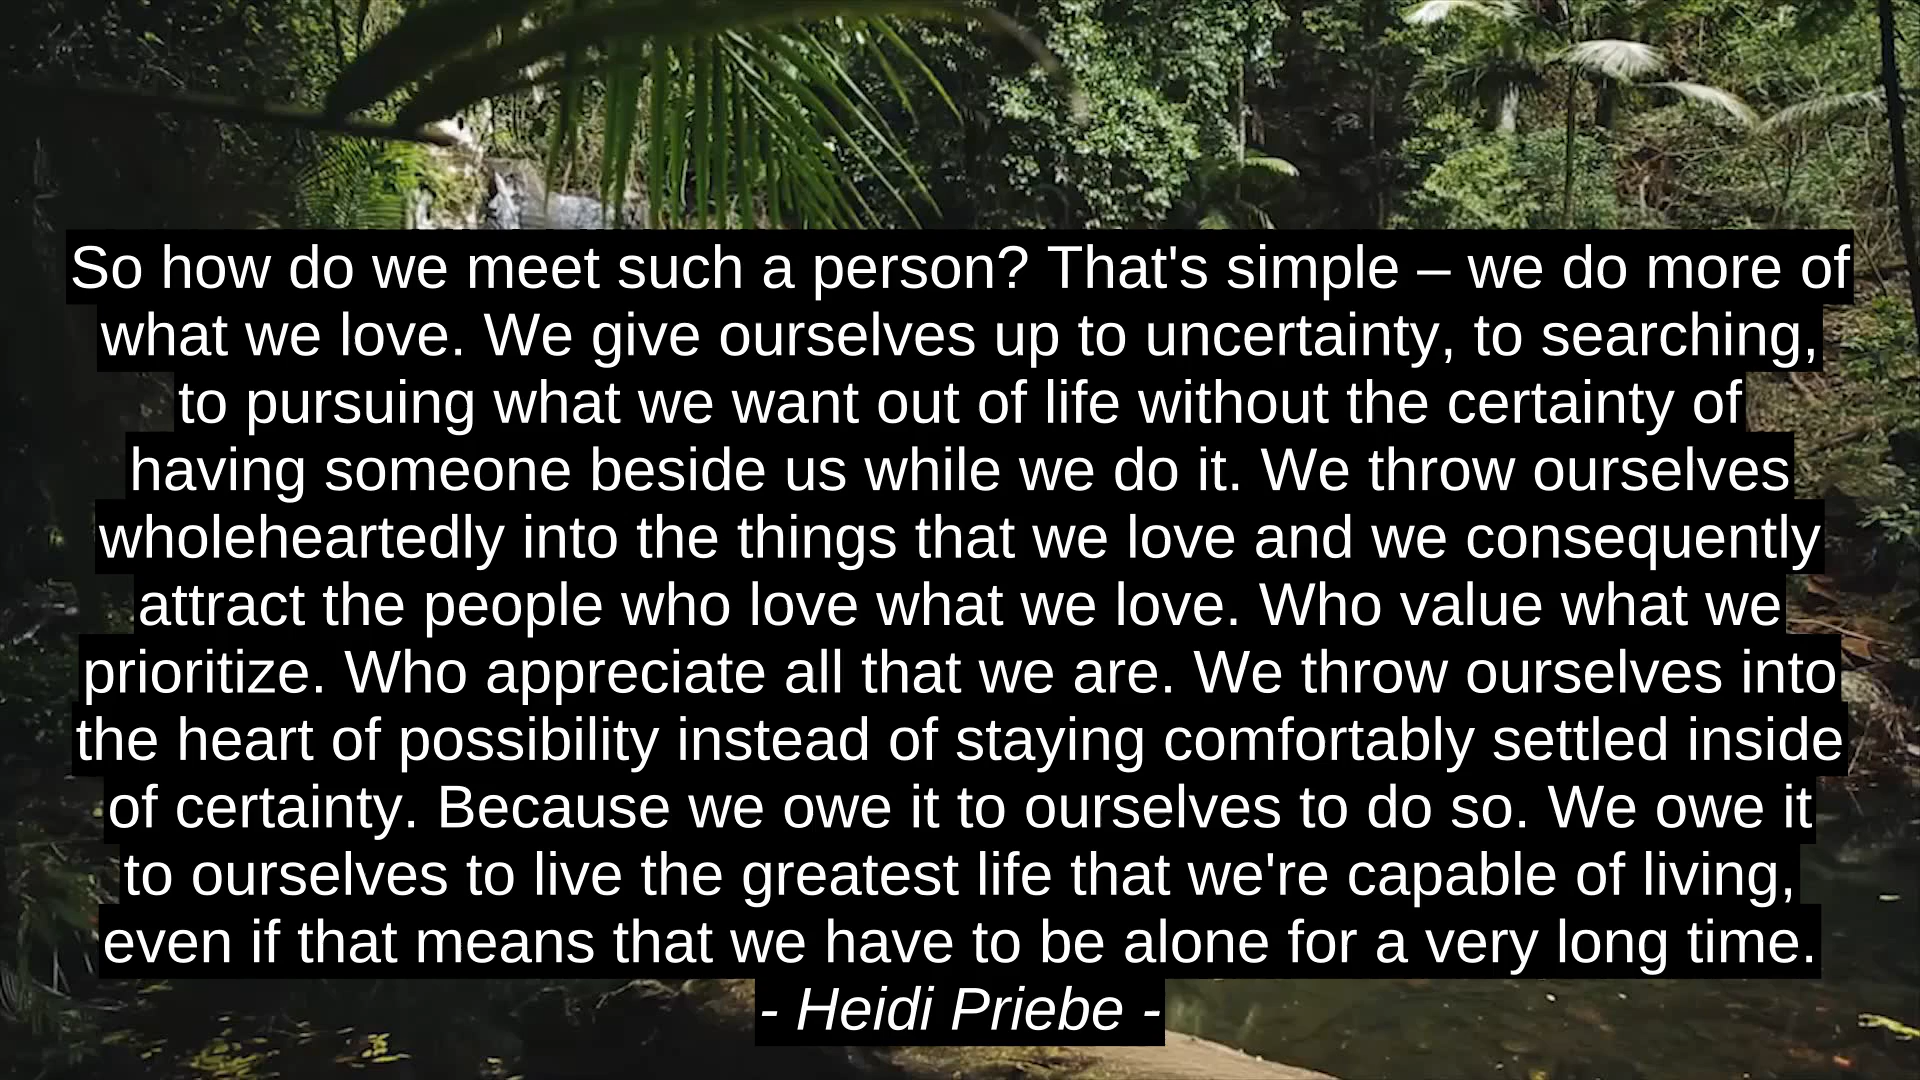 So how do we meet such a person? That's simple – we do more of
what we love. We give ourselves up to uncertainty, to searching,
to pursuing what we want out of life without the certainty of
having someone beside us while we do it. We throw ourselves
wholeheartedly into the things that we love and we consequently
attract the people who love what we love. Who value what we
prioritize. Who appreciate all that we are. We throw ourselves into
the heart of possibility instead of staying comfortably settled inside
of certainty. Because we owe it to ourselves to do so. We owe it
to ourselves to live the greatest life that we're capable of living,
even if that means that we have to be alone for a very long time.
- Heidi Priebe -